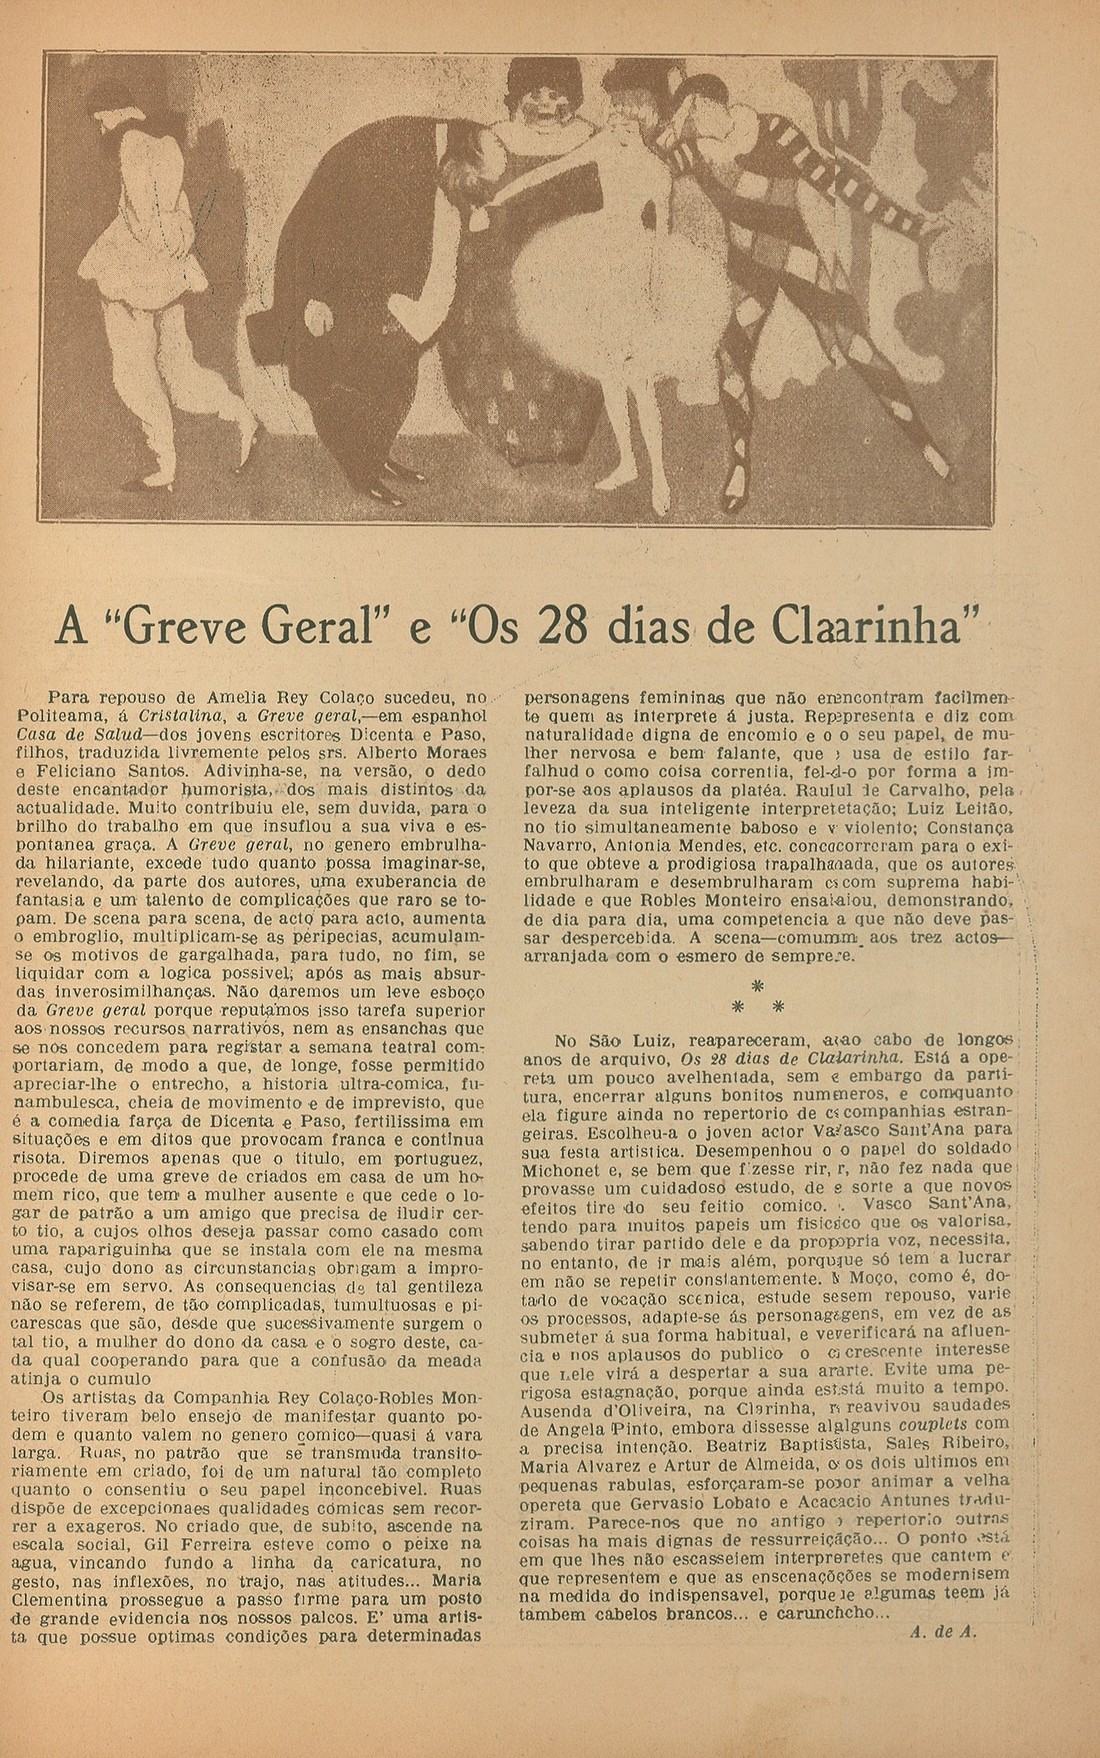 A “Greve Geral” e “Os 28 dias de Claarinha”
Para repouso de Amelia Rey Colaço sucedeu, no
Politeama, á Cristalina, a Greve geral,—em espanhol
Casa de Salud—dos jovens escritores Dicenta e Paso,
filhos, traduzida livremente pelos srs. Alberto Moraes
e Feliciano Santos. Adivinha-se, na versão, o dedo
deste encantador humorista, dos mais distintos da
actualidade. Muito contribuiu ele, sem duvida, para o
brilho do trabalho em que insuflou a sua viva e es-
pontanea graça. A Greve geral, no genero embrulha-
da hilariante, excede tudo quanto possa imaginar-se,
revelando, da parte dos autores, uma exuberancia de
fantasia e um talento de complicações que raro se to-
pam. De scena para scena, de acto para acto, aumenta
o embroglio, multiplicam-se as peripecias, acumulam-
se os motivos de gargalhada, para tudo, no fim, se
liquidar com a logica possivel; após as mais absur-
das inverosimilhanças. Não daremos um leve esboço
da Greve geral porque reputamos isso tarefa superior
aos nossos recursos narrativos, nem as ensanchas que
se nos concedem para registar a semana teatral com-
portariam, de modo a que, de longe, fosse permitido
apreciar-lhe o entrecho, a historia ultra-comica, fu-
nambulesca, cheia de movimento e de imprevisto, que
é a comedia farça de Dicenta e Paso, fertilissima em
situações e em ditos que provocam franca e continua
risota. Diremos apenas que o titulo, em portuguez,
procede de uma greve de criados em casa de um ho-
mem rico, que tem a mulher ausente e que cede o lo-
gar de patrão a um amigo que precisa de iludir cer-
to tio, a cujos olhos deseja passar como casado com
uma rapariguinha que se instala com ele na mesma
casa, cujo dono as circunstancias obrigam a impro-
visar-se em servo. As consequencias de tal gentileza
não se referem, de tão complicadas, tumultuosas e pi-
carescas que são, desde que sucessivamente surgem o
tal tio, a mulher do dono da casa e o sogro deste, ca-
da qual cooperando para que a confusão da meada
atinja o cumulo
Os artistas da Companhia Rey Colaço-Robles Mon-
teiro tiveram belo ensejo de manifestar quanto po-
dem e quanto valem no genero comico—quasi á vara
larga. Ruas, no patrão que se transmuda transito-
riamente em criado, foi de um natural tão completo
quanto o consentiu o seu papel inconcebivel. Ruas
dispõe de excepcionaes qualidades cómicas sem recor-
rer a exageros. No criado que, de subito, ascende na
escala social, Gil Ferreira esteve como o peixe na
agua, vincando fundo a linha da caricatura, no
gesto, nas inflexões, no trajo, nas atitudes... Maria
Clementina prossegue a passo firme para um posto
de grande evidencia nos nossos palcos. E' uma artis-
ta que possue optimas condições para determinadas
personagens femininas que não enencontram facilmen-
te quem as interprete á justa. Repepresenta e diz com
naturalidade digna de encomio e o o seu papel, de mu-
lher nervosa e bem falante, que usa de estilo far-
falhud o como coisa correntia, fel-d-o por forma a im-
por-se aos aplausos da platéa. Raulul de Carvalho, pela
leveza da sua inteligente interpretetação; Luiz Leitão,
no tio simultaneamente baboso e v violento; Constança
Navarro, Antonia Mendes, etc. concocorreram para o exi-
to que obteve a prodigiosa trapalhanada, que os autores
embrulharam e desembrulharam com suprema habi-
lidade e que Robles Monteiro ensaiaiou, demonstrando,
de dia para dia, uma competencia a que não deve pas-
sar despercebida. A scena—comumm aos trez actos—
arranjada com o esmero de sempre.e.
*
* *
No São Luiz, reapareceram, aoao cabo de longos
anos de arquivo, Os 28 dias de Claiarinha. Está a ope-
reta um pouco avelhentada, sem e embargo da parti-
tura, encerrar alguns bonitos numeneros, e comquanto
ela figure ainda no repertorio de companhias estran-
geiras. Escolheu-a o joven actor Vasasco Sant'Ana para
sua festa artistica. Desempenhou o o papel do soldado
Michonet e, se bem que fizesse rir, r, não fez nada que
provasse um cuidadoso estudo, de e sorte a que novos
efeitos tire do seu feitio comico. . Vasco Sant'Ana,
tendo para muitos papeis um fisicsico que os valorisa,
sabendo tirar partido dele e da propopria voz, necessita,
no entanto, de ir mais além, porququé só tem a lucrar
em não se repetir constantemente. Moço, como é, do-
tado de vocação scenica, estude sesem repouso, varie
os processos, adapte-se ás personagegens, em vez de as
submeter á sua forma habitual, e veverificará na afluen-
cia e nos aplausos do publico o crescente interesse
que nele virá a despertar a sua ararte. Evite uma pe-
rigosa estagnação, porque ainda estestá muito a tempo.
Ausenda d'Oliveira, na Clarinha, reavivou saudades
de Angela Pinto, embora dissesse alalguns couplets com
a precisa intenção. Beatriz Baptististа, Sales Ribeiro,
Maria Alvarez e Artur de Almeida, os dois ultimos em
pequenas rabulas, esforçaram-se popor animar a velha
opereta que Gervasio Lobato e Acacacio Antunes tradu-
ziram. Parece-nos que no antigo repertorio outras
coisas ha mais dignas de ressurreiçãção... O ponto está
em que lhes não escasseiem interpreretes que cantem e
que representem e que as enscenaçõções se modernisem
na medida do indispensavel, porque algumas teem já
tambem cabelos brancos... e carunchcho...
A. de A.